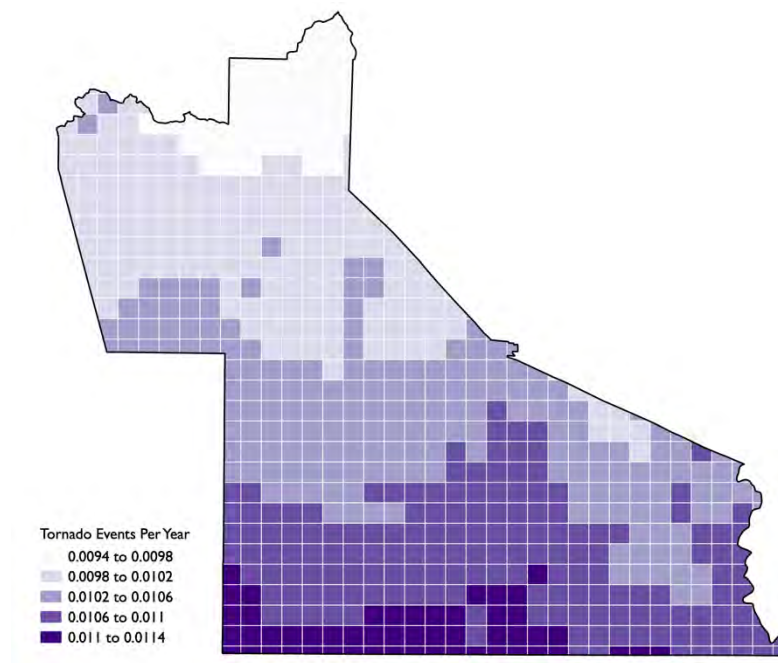 Tornado Events Per Year
0.0094 to 0.0098
0.0098 to 0.0102
0.0102 to 0.0106
0.0106 to 0.011
0.011 to 0.0114